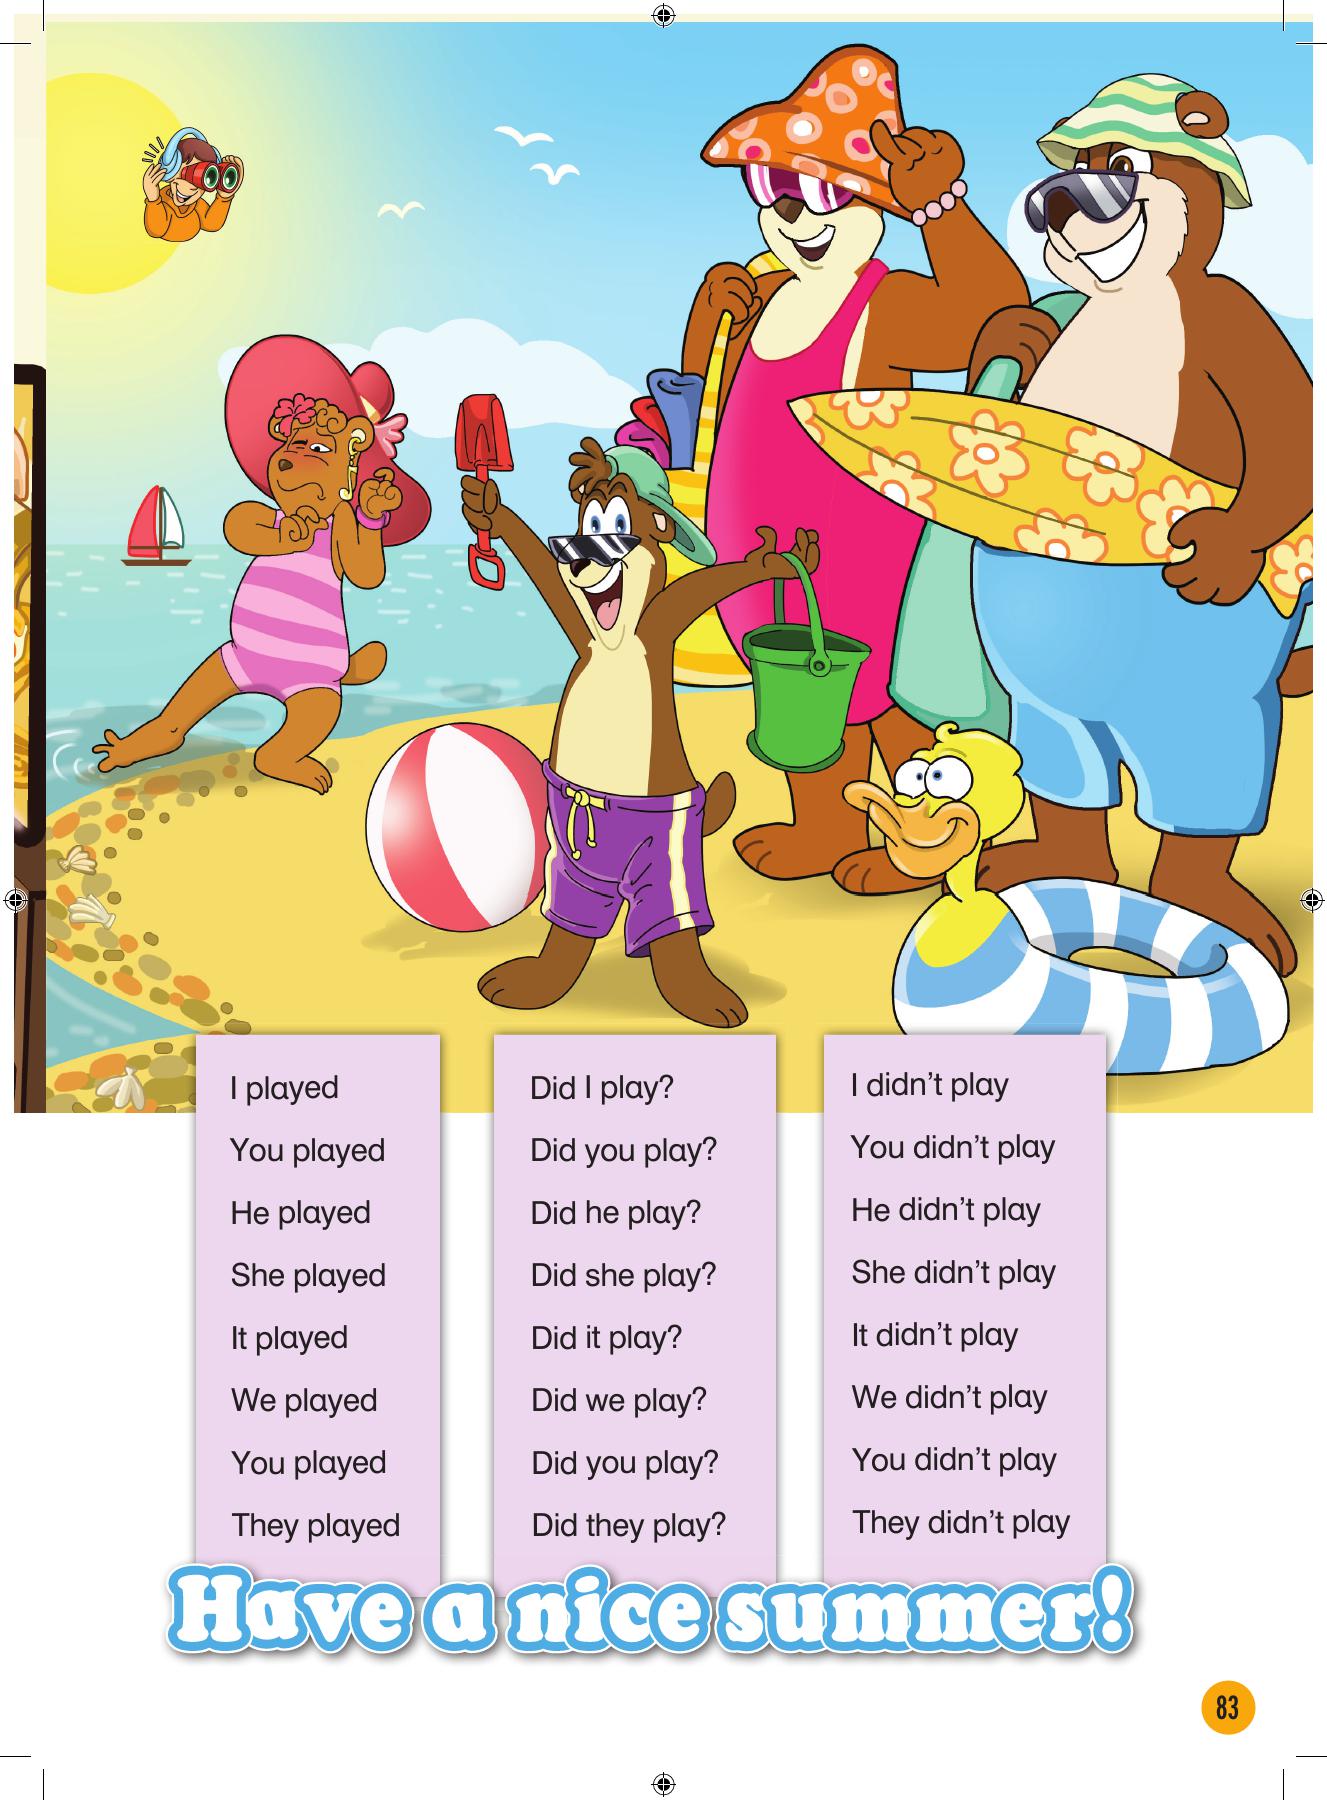 I played
You played
He played
She played
It played
We played
You played
They played
Did I play?
Did you play?
Did he play?
Did she play?
Did it play?
Did we play?
Did you play?
Did they play?
I didn't play
You didn't play
He didn't play
She didn't play
It didn't play
We didn't play
You didn't play
They didn't play
Have a nice summer!
83